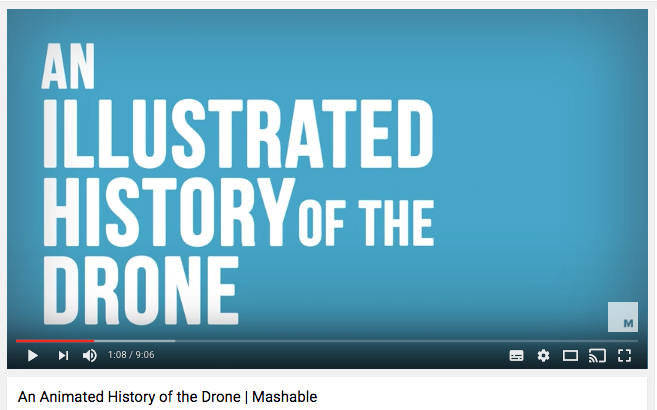 AN
ILLUSTRATED
HISTORY OF THE
DRONE
M
1:08 / 9:06
An Animated History of the Drone | Mashable